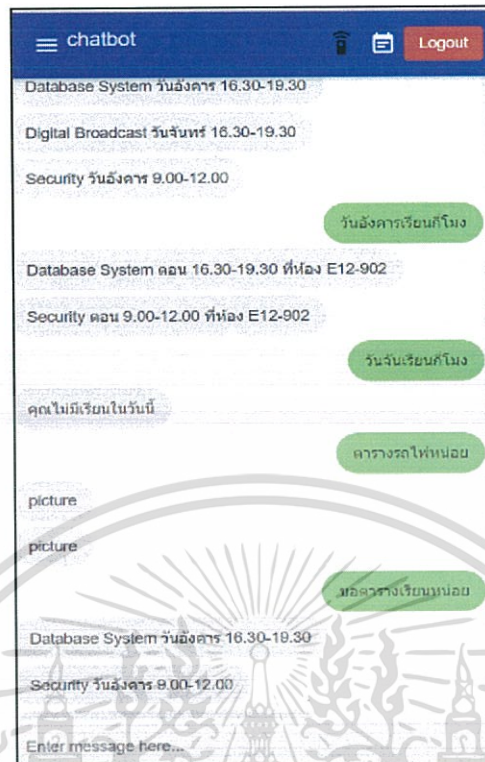 chatbot
Logout
Database System วันอังคาร 16.30-19.30
Digital Broadcast วันจันทร์ 16.30-19.30
Security วันอังคาร 9.00-12.00
วันอังคารเรียนกี่โมง
Database System ตอน 16.30-19.30 ที่ห้อง E12-902
Security ตอน 9.00-12.00 ที่ห้อง E12-902
วันจันเรียนกี่โมง
คุณไม่มีเรียนในวันนี้
ตารางรถไฟหน่อย
picture
picture
ขอตารางเรียนหน่อย
Database System วันอังคาร 16.30-19.30
Security วันอังคาร 9.00-12.00
Enter message here...